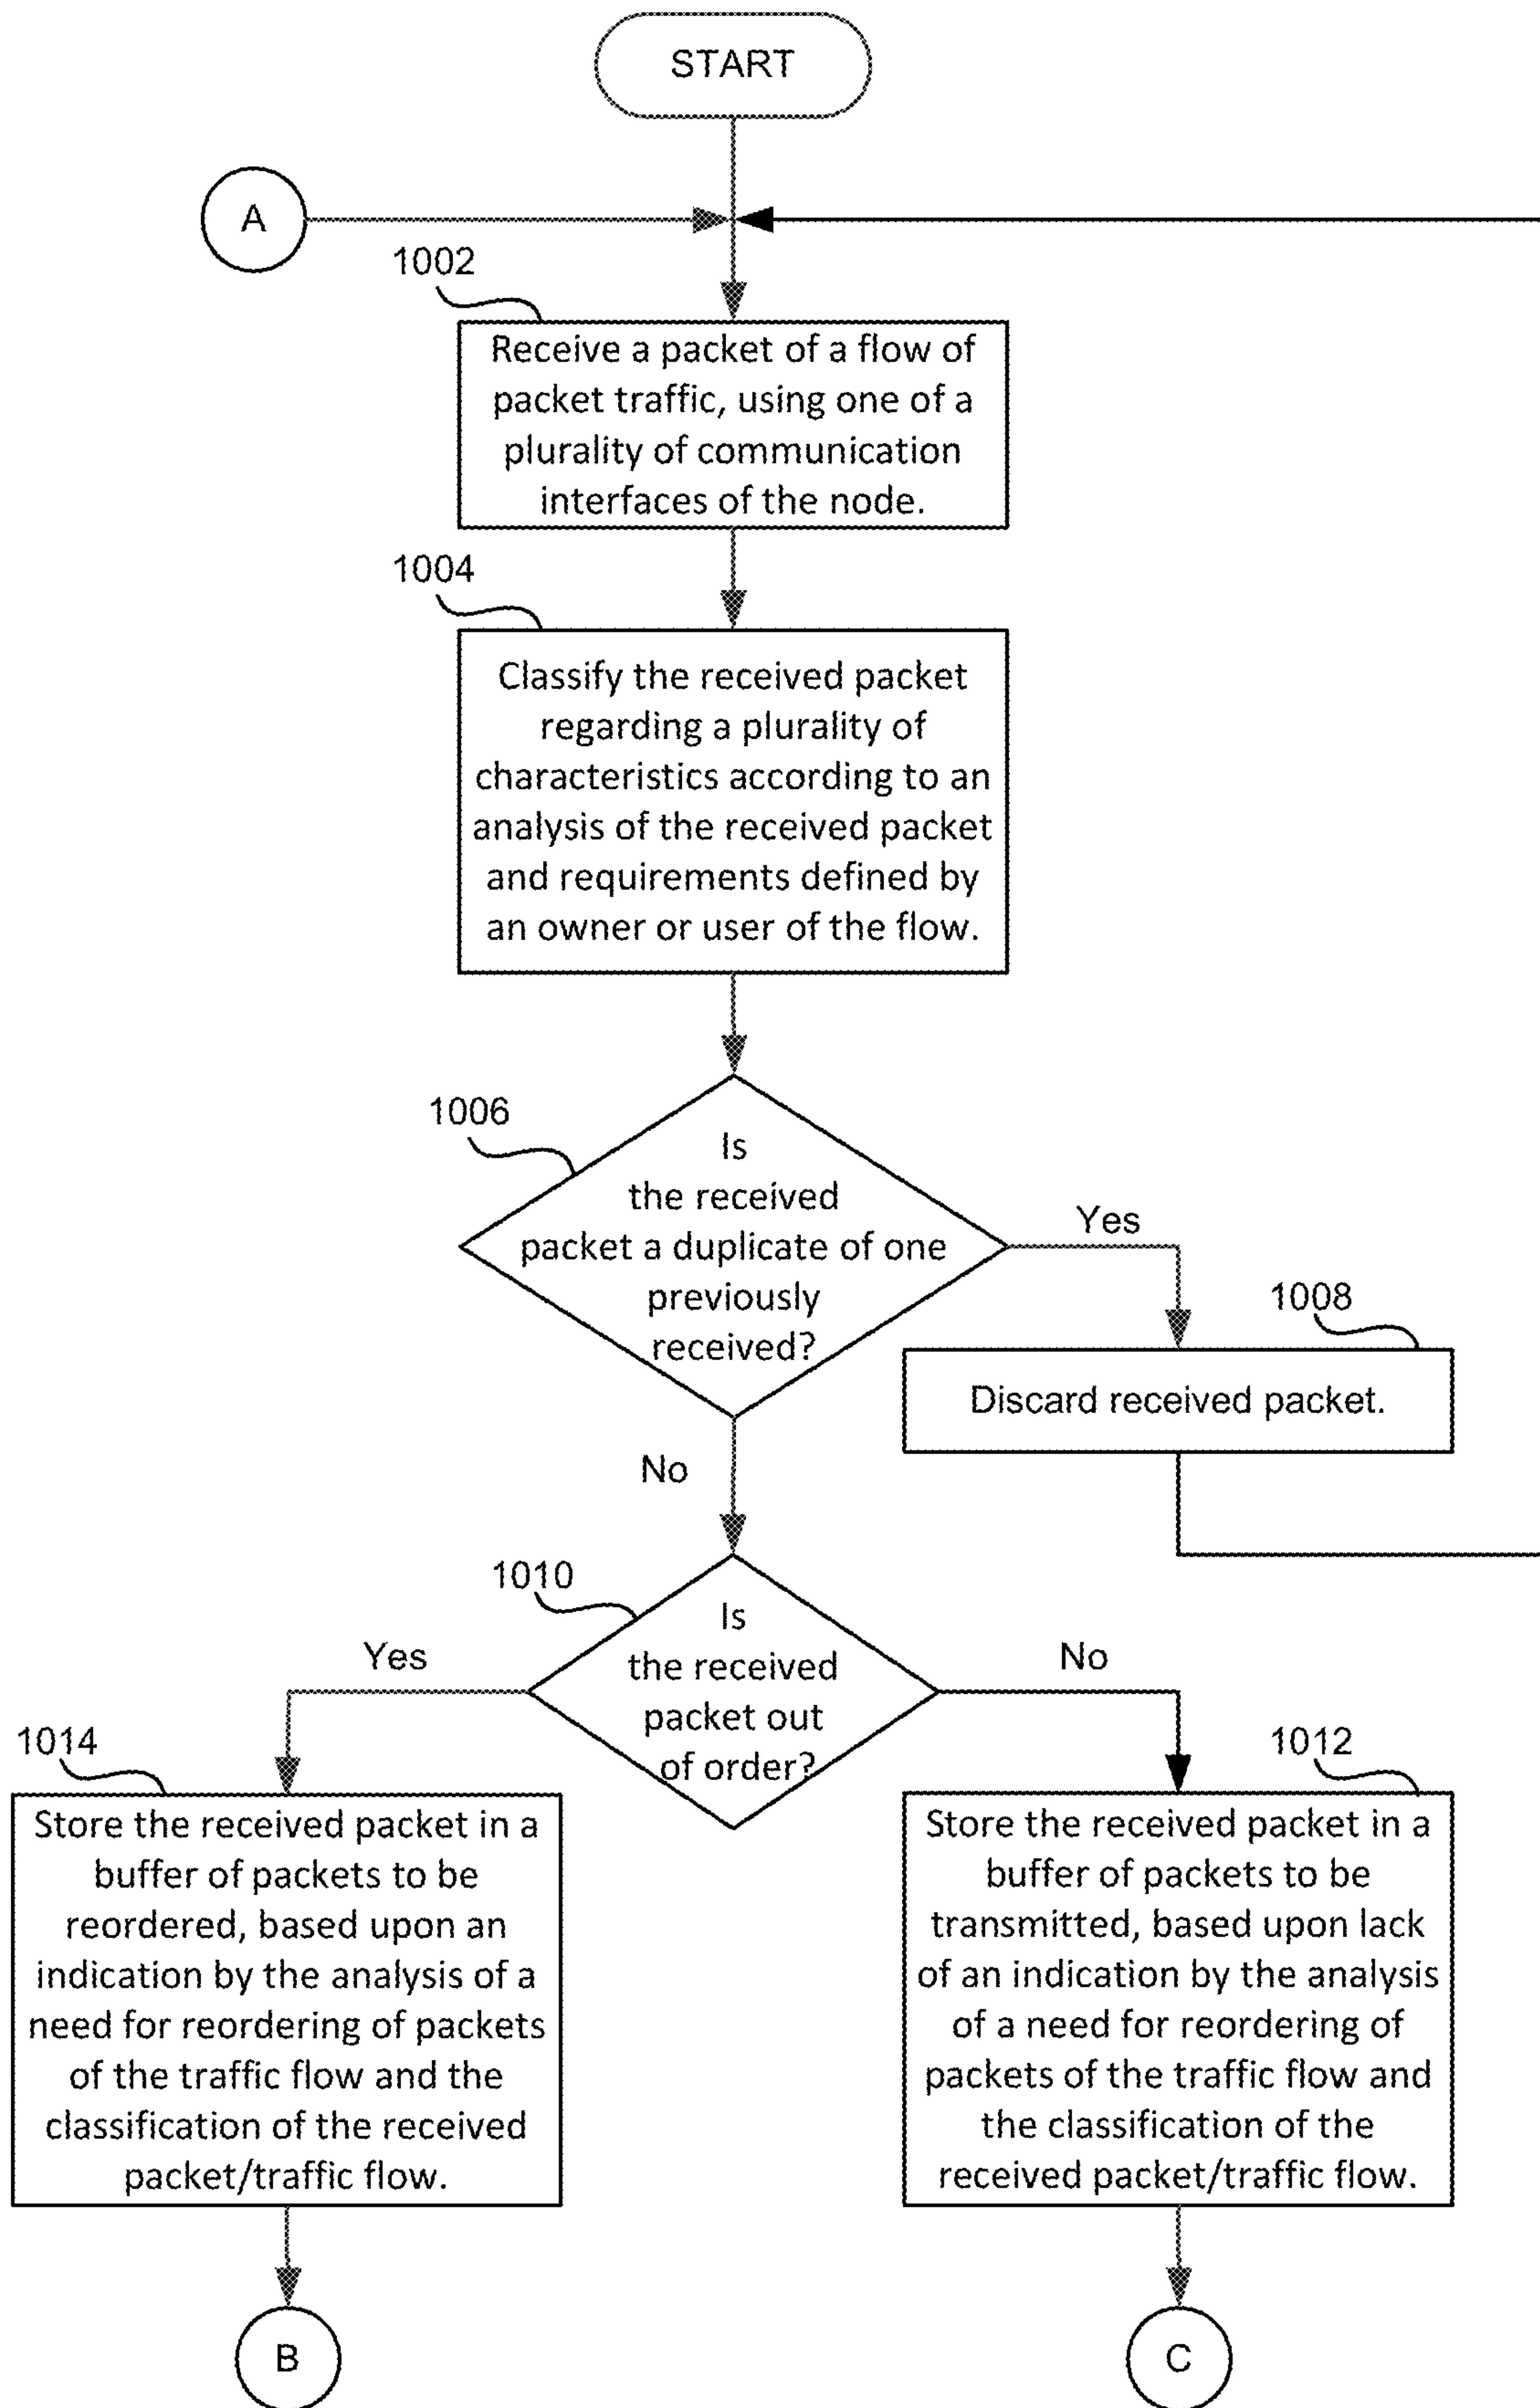 START
A
1002
Receive a packet of a flow of
packet traffic, using one of a
plurality of communication
interfaces of the node.
1004
Classify the received packet
regarding a plurality of
characteristics according to an
analysis of the received packet
and requirements defined by
an owner or user of the flow.
1006
Is
the received
packet a duplicate of one
previously
received?
Yes
1008
Discard received packet.
No
1010
Is
the received
packet out
of order?
Yes
No
1014
Store the received packet in a
buffer of packets to be
reordered, based upon an
indication by the analysis of a
need for reordering of packets
of the traffic flow and the
classification of the received
packet/traffic flow.
1012
Store the received packet in a
buffer of packets to be
transmitted, based upon lack
of an indication by the analysis
of a need for reordering of
packets of the traffic flow and
the classification of the
received packet/traffic flow.
B
C